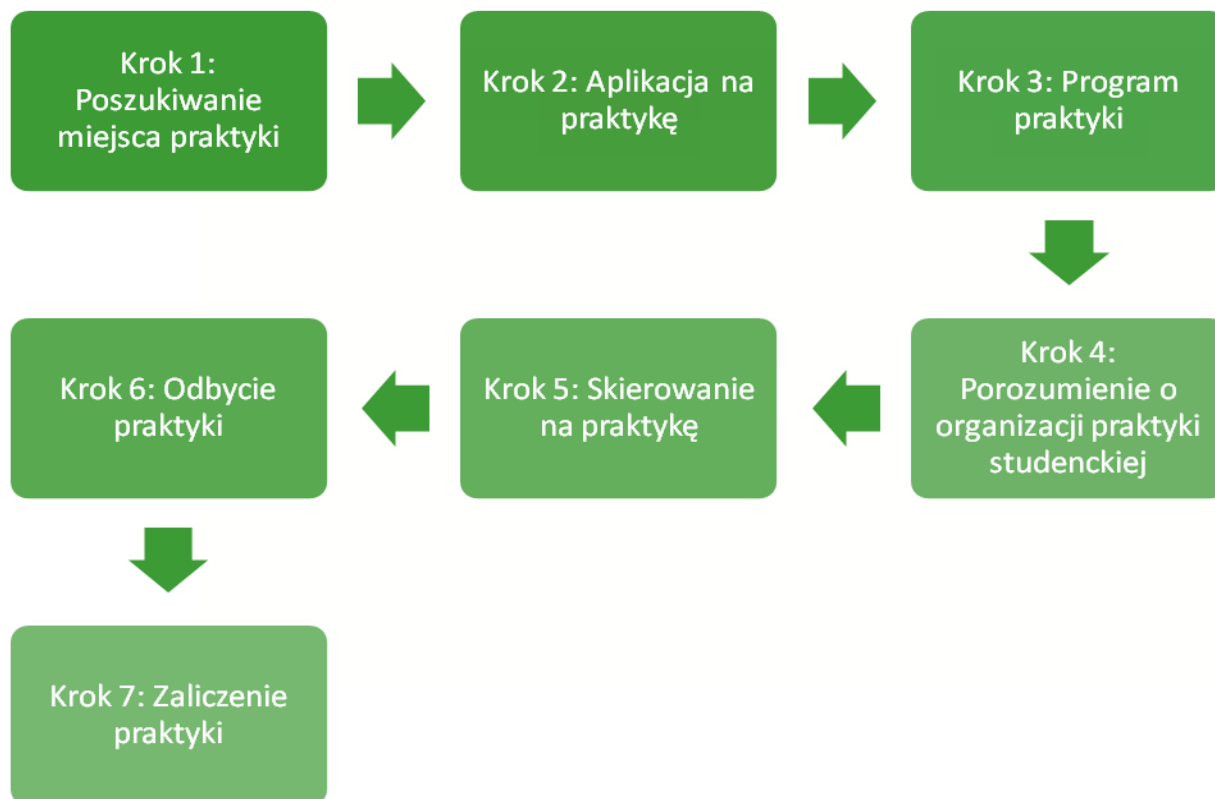 Krok 1:
Poszukiwanie
miejsca praktyki
Krok 2: Aplikacja na
praktykę
Krok 3: Program
praktyki
Krok 4:
Porozumienie o
organizacji praktyki
studenckiej
Krok 5: Skierowanie
na praktykę
Krok 6: Odbycie
praktyki
Krok 7: Zaliczenie
praktyki